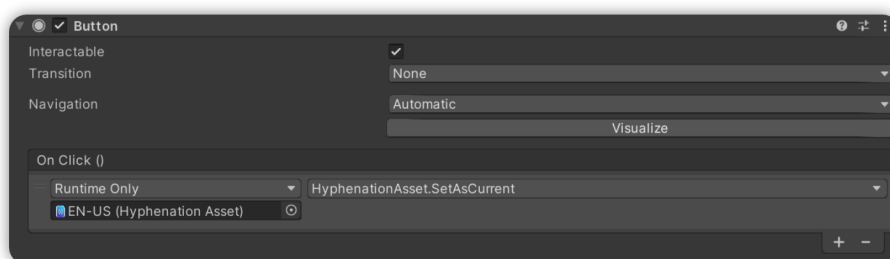 Button
Interactable
Transition None
Navigation Automatic
Visualize
On Click ()
Runtime Only HyphenationAsset.SetAsCurrent
EN-US (Hyphenation Asset)